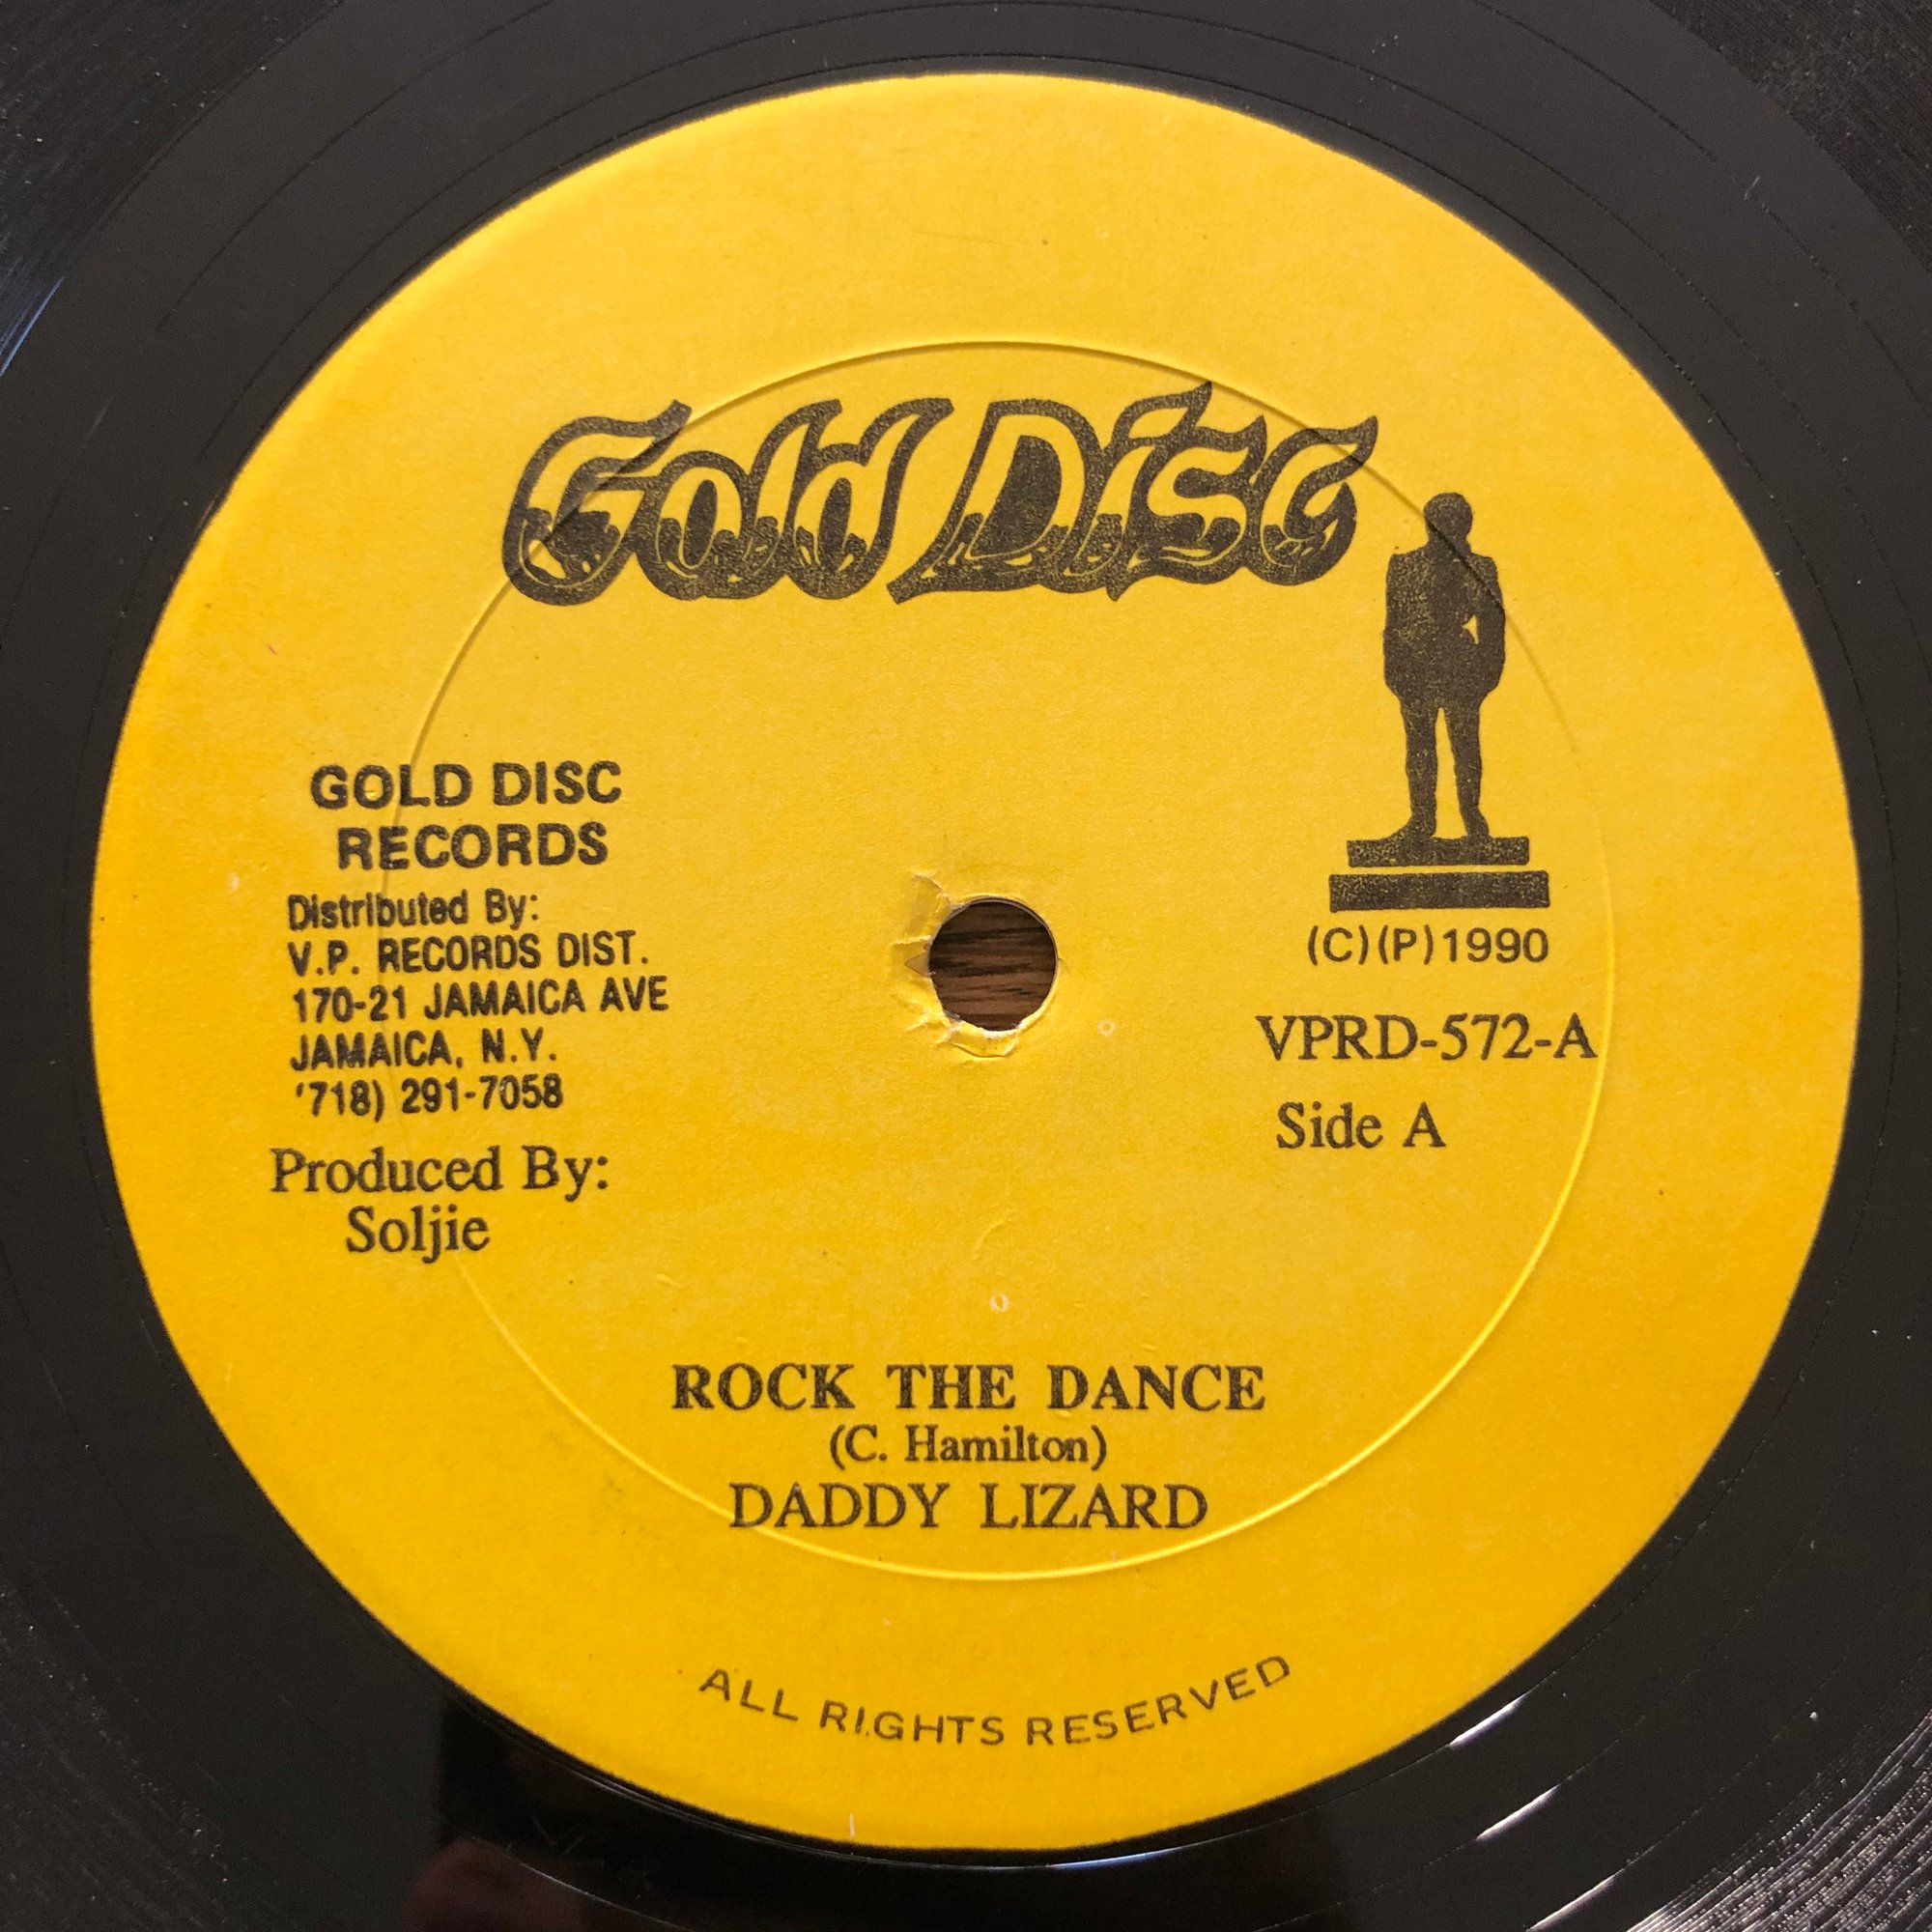 Gold Disc
GOLD DISC
RECORDS
Distributed By:
V.P. RECORDS DIST.
170-21 JAMAICA AVE
JAMAICA, N.Y.
'718) 291-7058
Produced By:
Soljie
(C)(P)1990
VPRD-572-A
Side A
ROCK THE DANCE
(C. Hamilton)
DADDY LIZARD
ALL RIGHTS RESERVED